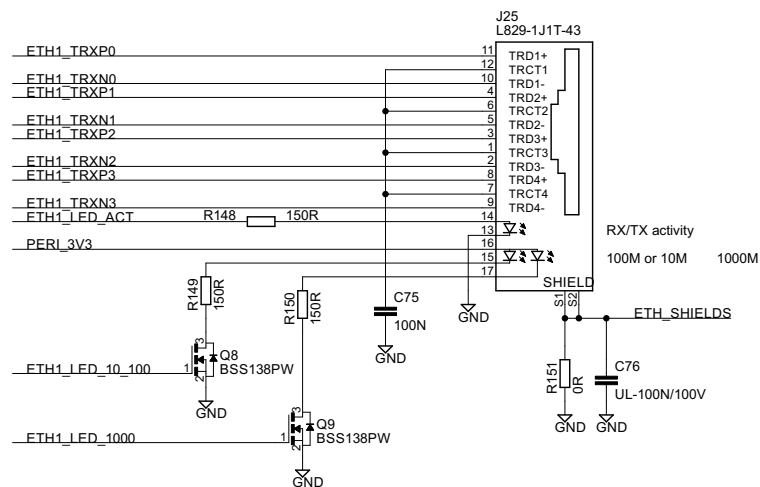 J25
L829-1J1T-43
ETH1_TRXP0 11 TRD1+
12 TRCT1
ETH1_TRXN0 10 TRD1-
ETH1_TRXP1 4 TRD2+
6 TRCT2
ETH1_TRXN1 5 TRD2-
ETH1_TRXP2 3 TRD3+
1 TRCT3
ETH1_TRXN2 2 TRD3-
ETH1_TRXP3 8 TRD4+
7 TRCT4
ETH1_TRXN3 9 TRD4-
ETH1_LED_ACT R148 150R 14
13 RX/TX activity
PERI_3V3 16
15 100M or 10M 1000M
17
SHIELD
S1 S2
R149 150R
R150 150R
C75
100N
GND
GND
ETH_SHIELDS
R151 0R
C76
UL-100N/100V
GND GND
ETH1_LED_10_100 1 2 3 Q8
BSS138PW
GND
ETH1_LED_1000 1 2 3 Q9
BSS138PW
GND